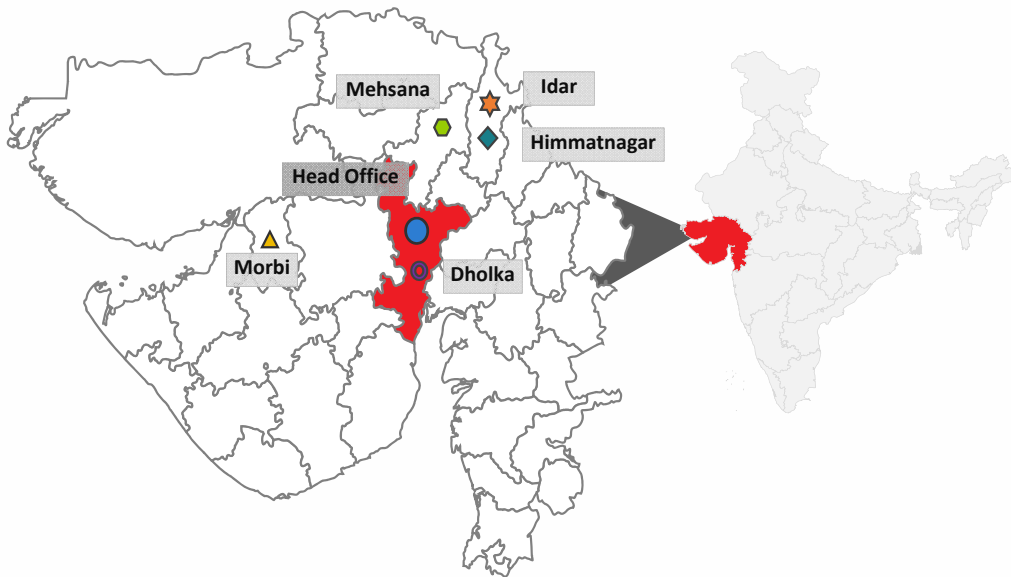 Mehsana
Idar
Himmatnagar
Head Office
Morbi
Dholka